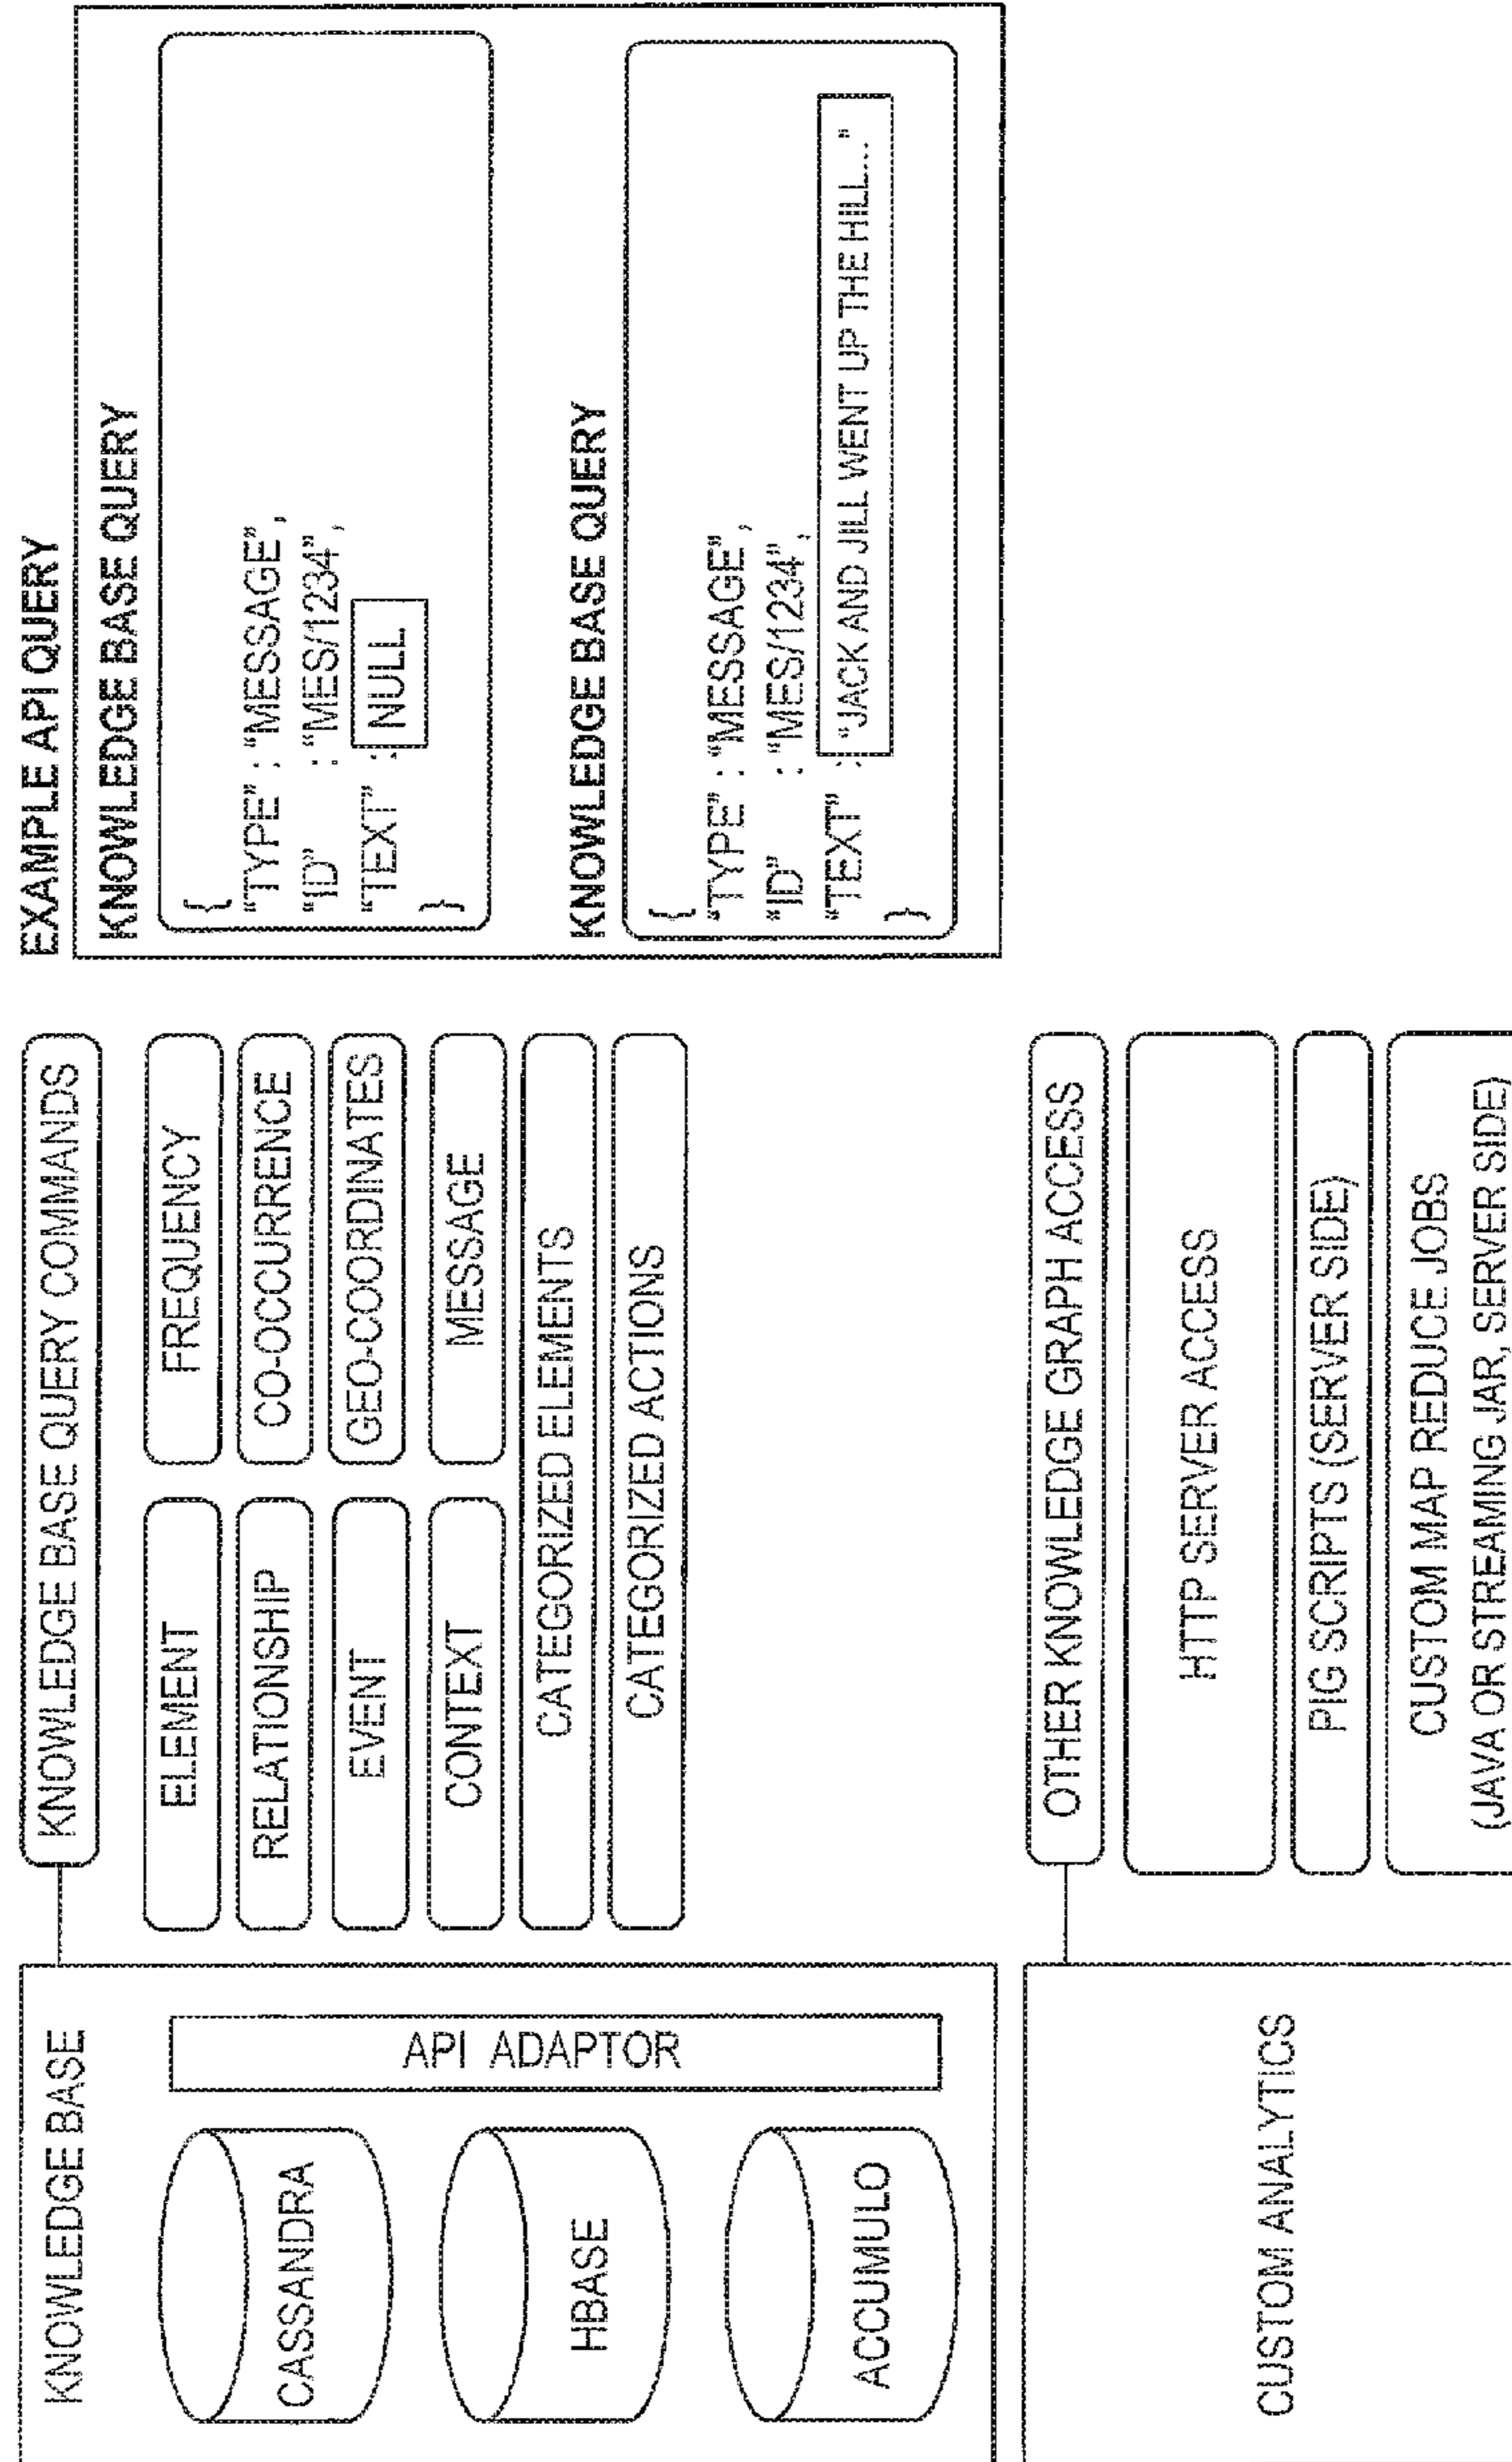 KNOWLEDGE BASE
CASSANDRA
HBASE
ACCUMULO
API ADAPTOR
KNOWLEDGE BASE QUERY COMMANDS
ELEMENT
FREQUENCY
RELATIONSHIP
CO-OCCURRENCE
EVENT
GEO-COORDINATES
CONTEXT
MESSAGE
CATEGORIZED ELEMENTS
CATEGORIZED ACTIONS
EXAMPLE API QUERY
KNOWLEDGE BASE QUERY
{
"TYPE" : "MESSAGE",
"ID" : "MES/1234",
"TEXT" : NULL
}
KNOWLEDGE BASE QUERY
{
"TYPE" : "MESSAGE",
"ID" : "MES/1234",
"TEXT" : "JACK AND JILL WENT UP THE HILL..."
}
CUSTOM ANALYTICS
OTHER KNOWLEDGE GRAPH ACCESS
HTTP SERVER ACCESS
PIG SCRIPTS (SERVER SIDE)
CUSTOM MAP REDUCE JOBS
(JAVA OR STREAMING JAR, SERVER SIDE)